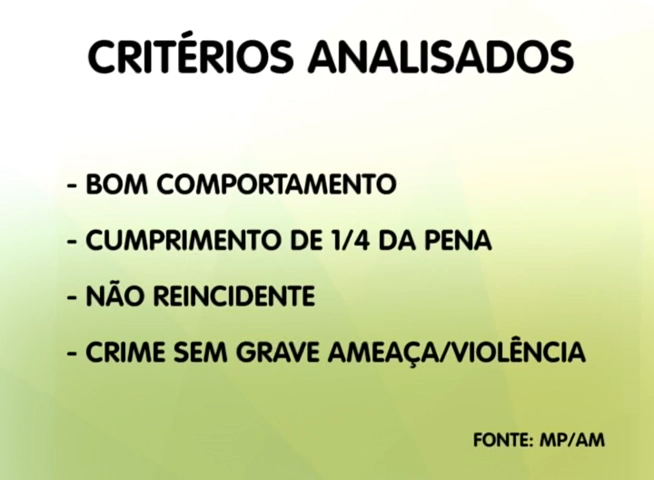 CRITÉRIOS ANALISADOS
- BOM COMPORTAMENTO
- CUMPRIMENTO DE 1/4 DA PENA
- NÃO REINCIDENTE
- CRIME SEM GRAVE AMEAÇA/VIOLÊNCIA
FONTE: MP/AM